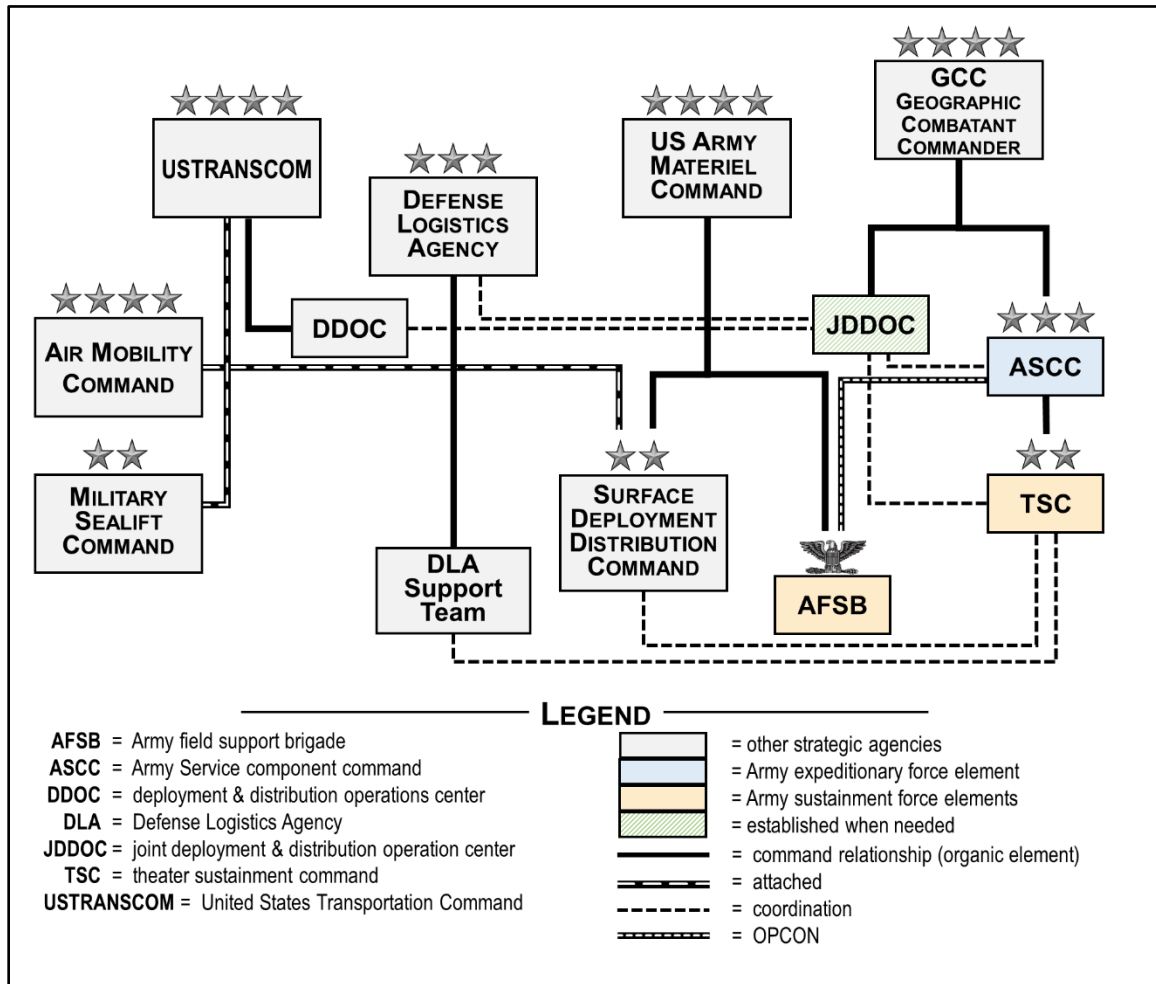 GCC
GEOGRAPHIC
COMBATANT
COMMANDER
USTRANSCOM
US ARMY
MATERIEL
COMMAND
DEFENSE
LOGISTICS
AGENCY
DDOC
JDDOC
AIR MOBILITY
COMMAND
ASCC
MILITARY
SEALIFT
COMMAND
SURFACE
DEPLOYMENT
DISTRIBUTION
COMMAND
TSC
DLA
Support
Team
AFSB
LEGEND
AFSB = Army field support brigade
ASCC = Army Service component command
DDOC = deployment & distribution operations center
DLA = Defense Logistics Agency
JDDOC = joint deployment & distribution operation center
TSC = theater sustainment command
USTRANSCOM = United States Transportation Command
= other strategic agencies
= Army expeditionary force element
= Army sustainment force elements
= established when needed
= command relationship (organic element)
= attached
= coordination
= OPCON